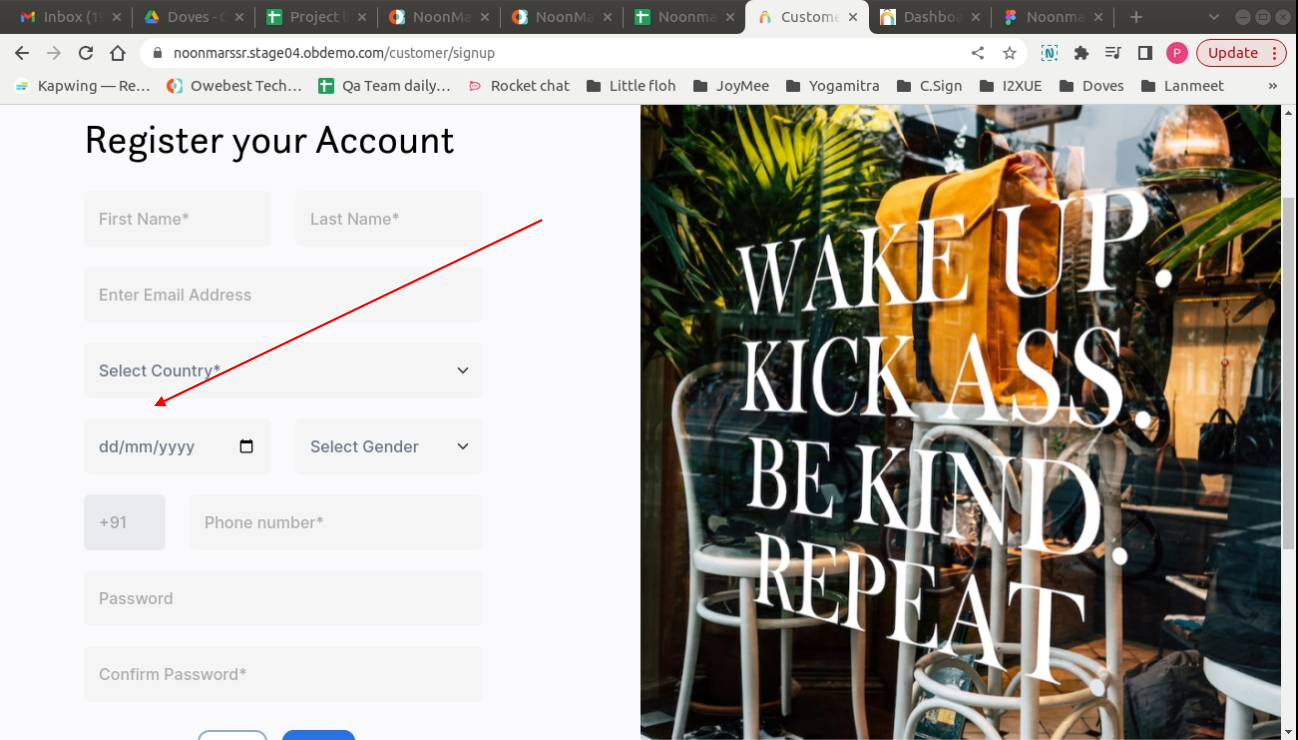 Inbox (1
Doves - C
Project
NoonMa
NoonMa
Noonma
Custome
Dashboa
Noonma
noonmarssr.stage04.obdemo.com/customer/signup
P
Update
Kapwing — Re...
Owebest Tech...
Qa Team daily...
Rocket chat
Little floh
JoyMee
Yogamitra
C.Sign
I2XUE
Doves
Lanmeet
»
Register your Account
First Name*
Last Name*
Enter Email Address
Select Country*
dd/mm/yyyy
Select Gender
+91
Phone number*
Password
Confirm Password*
WAKE UP.
KICK ASS.
BE KIND.
REPEAT.